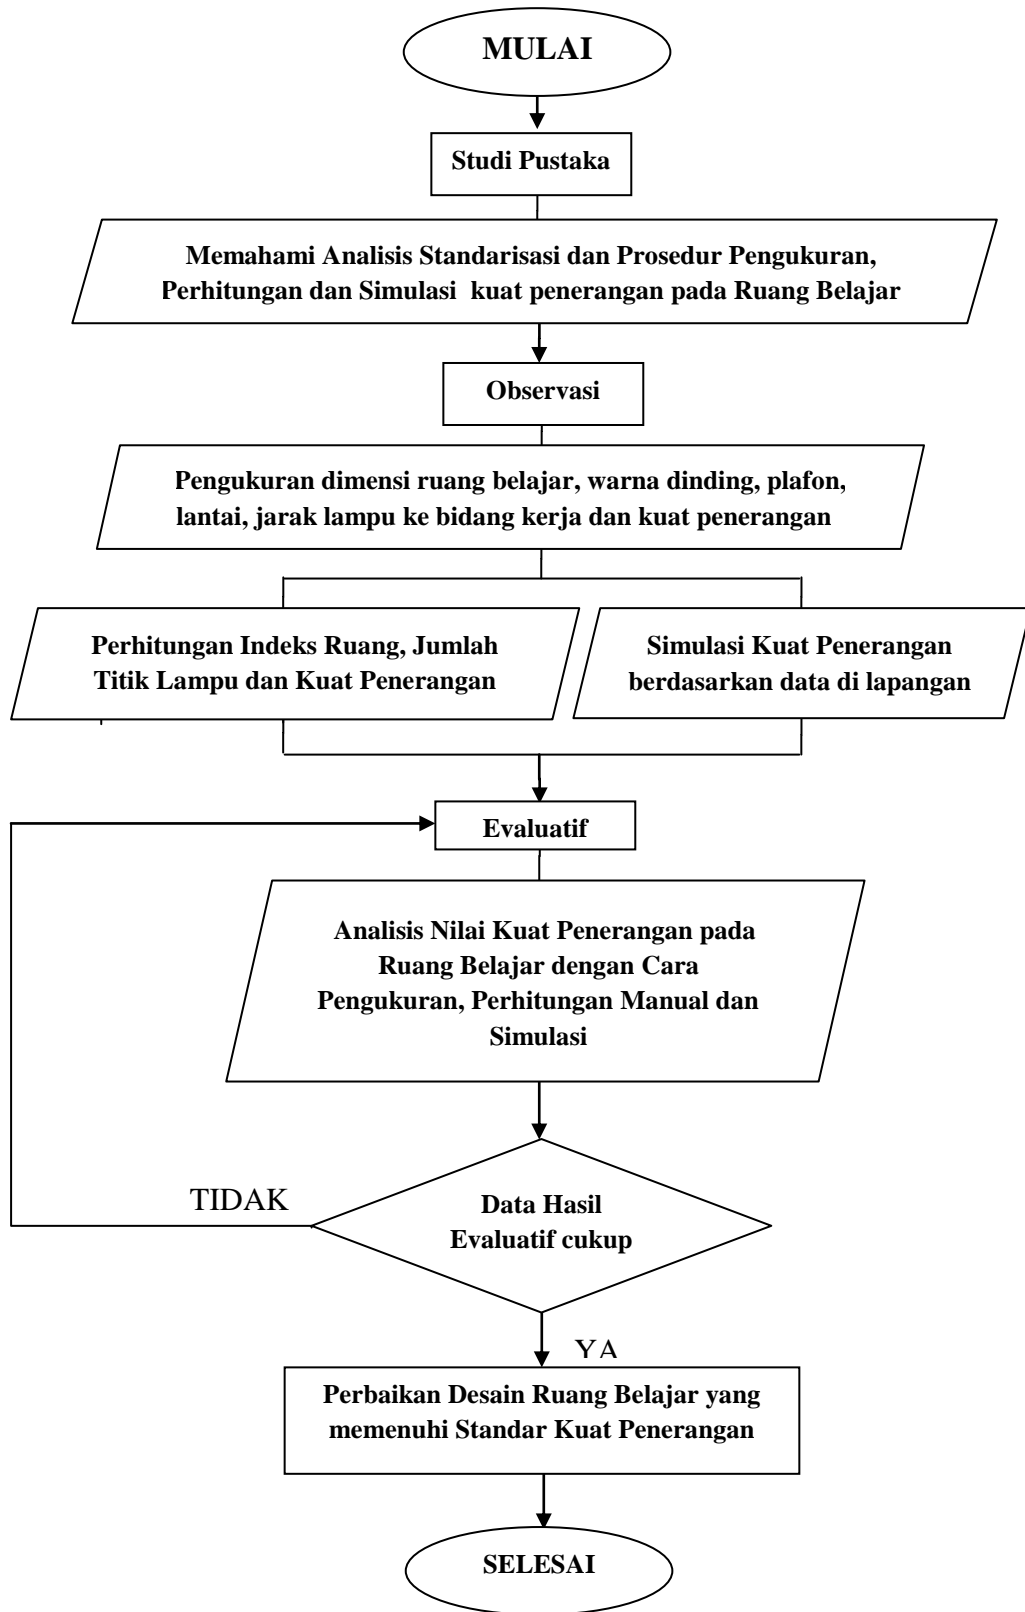 MULAI
Studi Pustaka
Memahami Analisis Standarisasi dan Prosedur Pengukuran,
Perhitungan dan Simulasi kuat penerangan pada Ruang Belajar
Observasi
Pengukuran dimensi ruang belajar, warna dinding, plafon,
lantai, jarak lampu ke bidang kerja dan kuat penerangan
Perhitungan Indeks Ruang, Jumlah
Titik Lampu dan Kuat Penerangan
Simulasi Kuat Penerangan
berdasarkan data di lapangan
Evaluatif
Analisis Nilai Kuat Penerangan pada
Ruang Belajar dengan Cara
Pengukuran, Perhitungan Manual dan
Simulasi
TIDAK
Data Hasil
Evaluatif cukup
YA
Perbaikan Desain Ruang Belajar yang
memenuhi Standar Kuat Penerangan
SELESAI